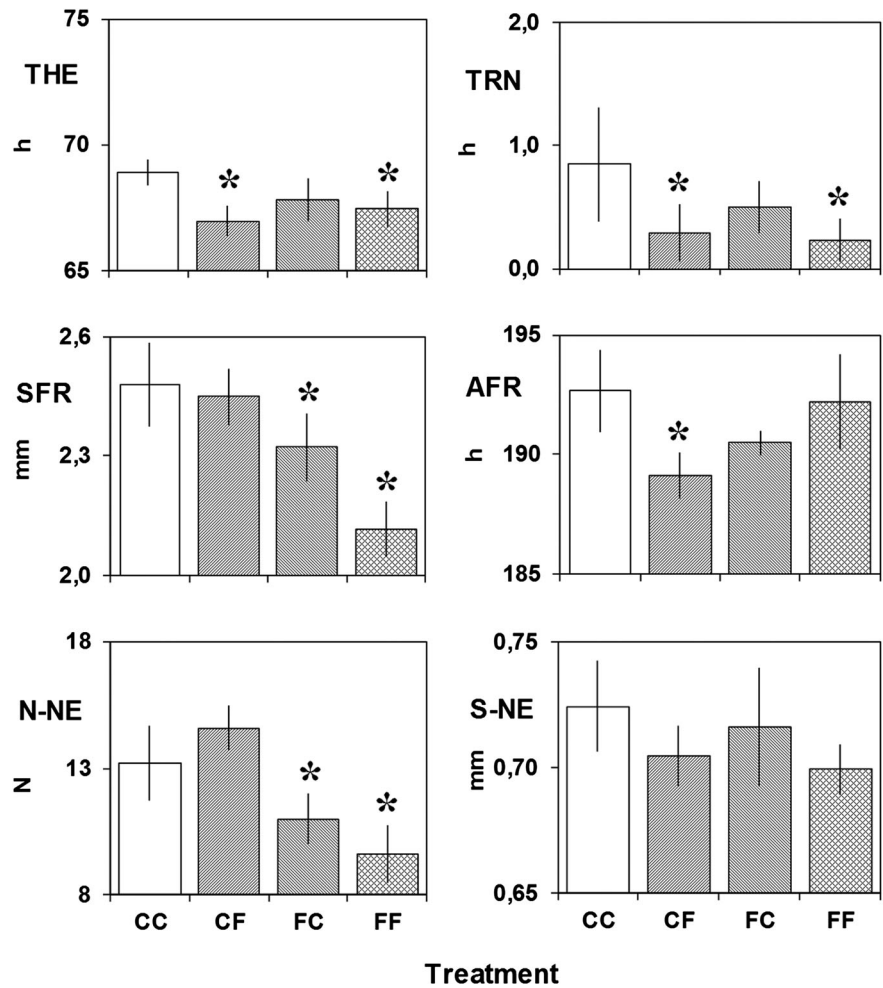 75
THE
h
70
*
*
65
2,0
TRN
h
1,0
*
*
0,0
2,6
SFR
mm
2,3
*
*
2,0
195
AFR
h
190
*
185
18
N-NE
N
13
*
*
8
CC CF FC FF
0,75
S-NE
mm
0,70
0,65
CC CF FC FF
Treatment